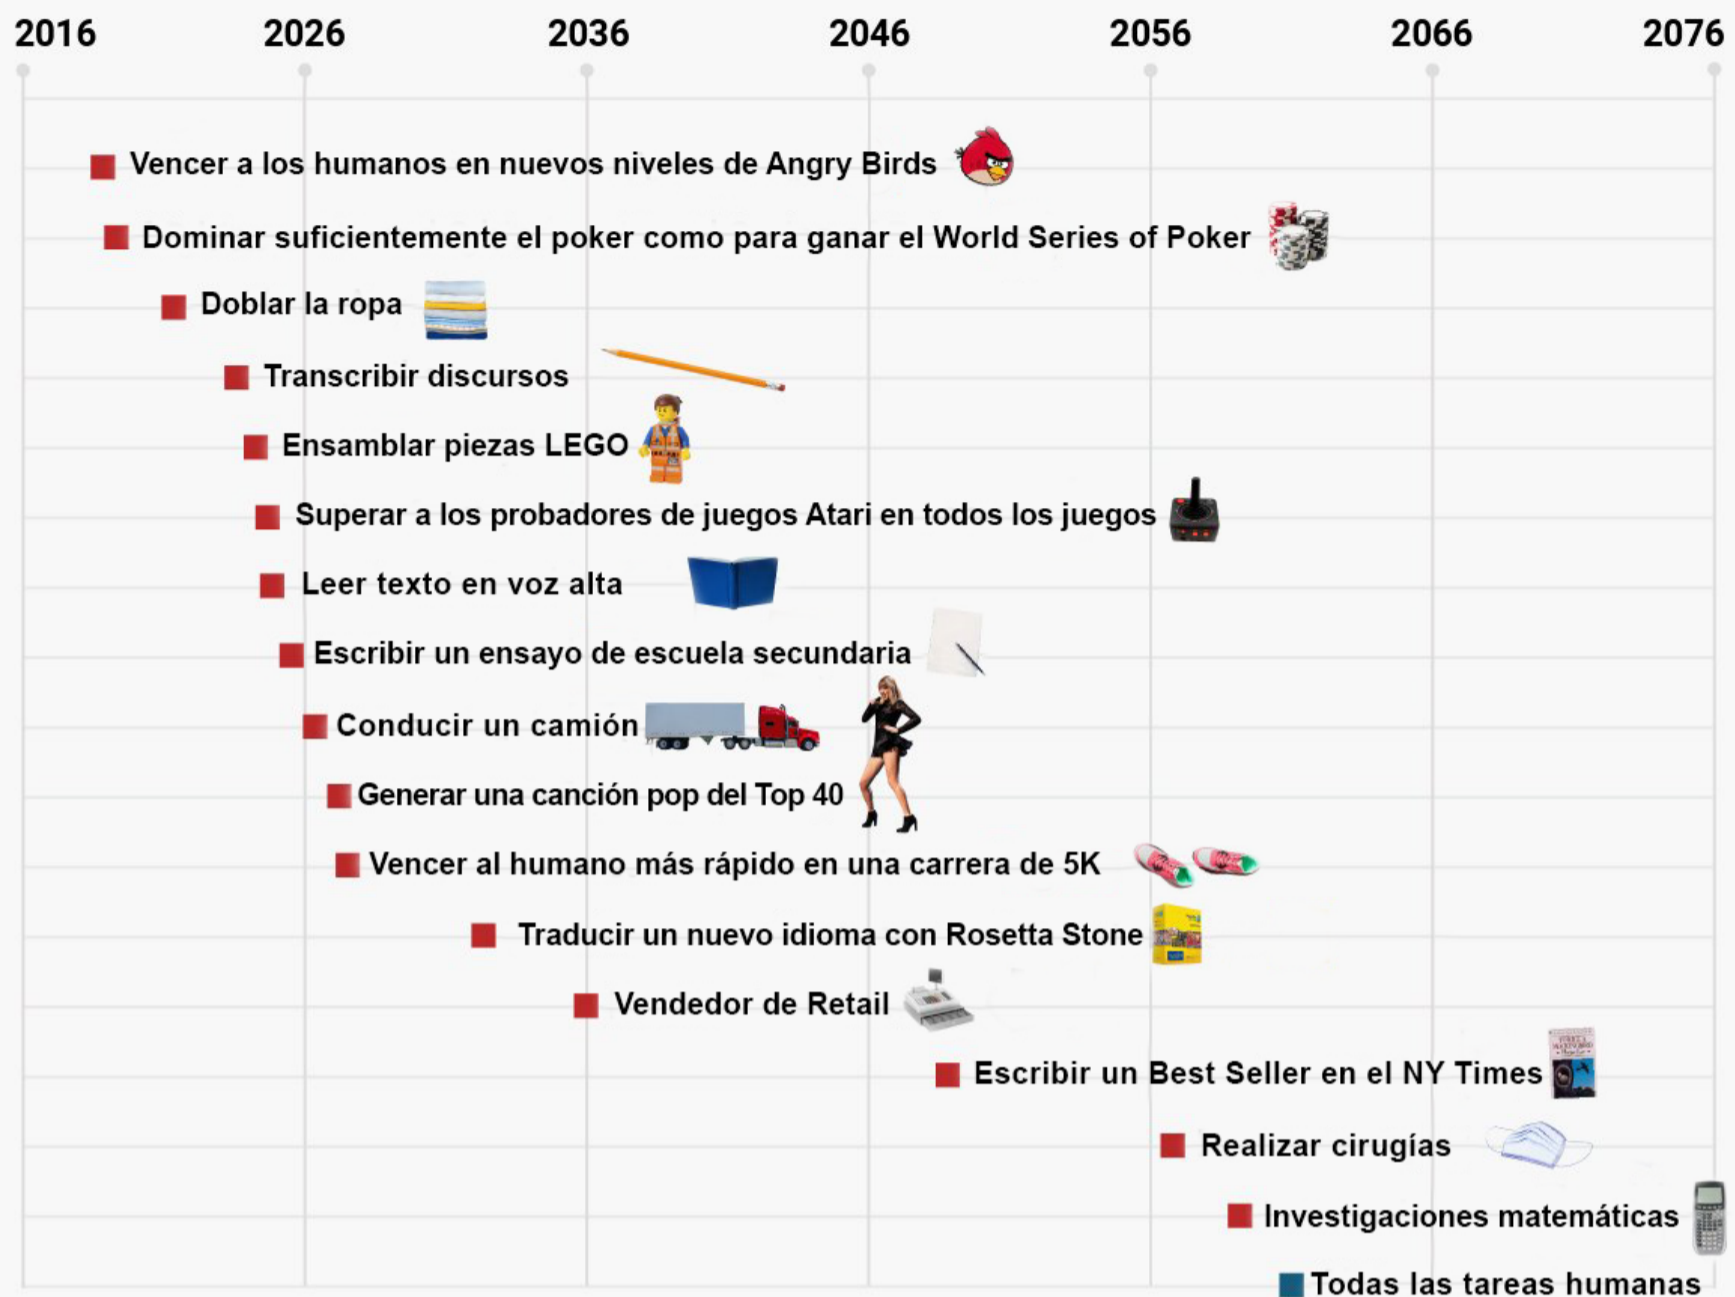 2016 2026 2036 2046 2056 2066 2076
Vencer a los humanos en nuevos niveles de Angry Birds
Dominar suficientemente el poker como para ganar el World Series of Poker
Doblar la ropa
Transcribir discursos
Ensamblar piezas LEGO
Superar a los probadores de juegos Atari en todos los juegos
Leer texto en voz alta
Escribir un ensayo de escuela secundaria
Conducir un camión
Generar una canción pop del Top 40
Vencer al humano más rápido en una carrera de 5K
Traducir un nuevo idioma con Rosetta Stone
Vendedor de Retail
Escribir un Best Seller en el NY Times
Realizar cirugías
Investigaciones matemáticas
Todas las tareas humanas